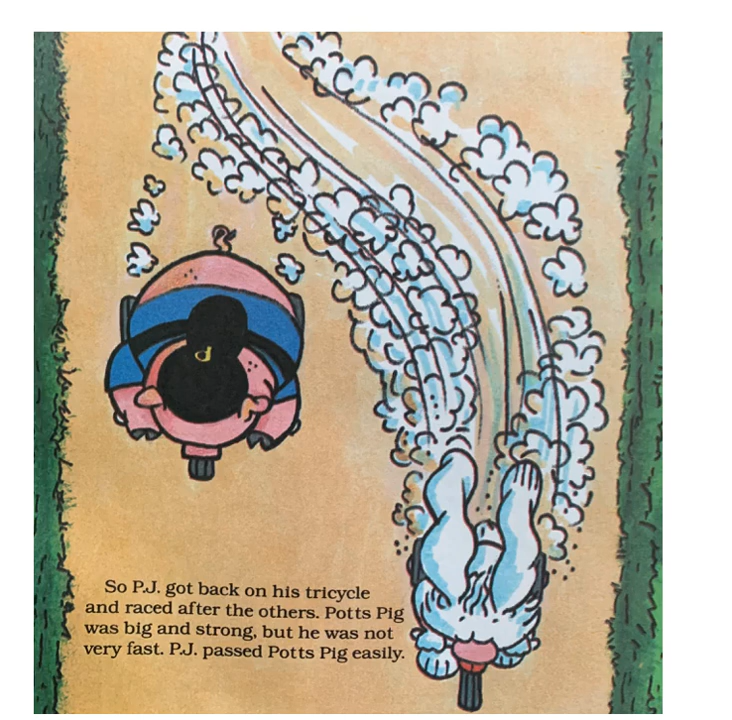 P
So P.J. got back on his tricycle
and raced after the others. Potts Pig
was big and strong, but he was not
very fast. P.J. passed Potts Pig easily.